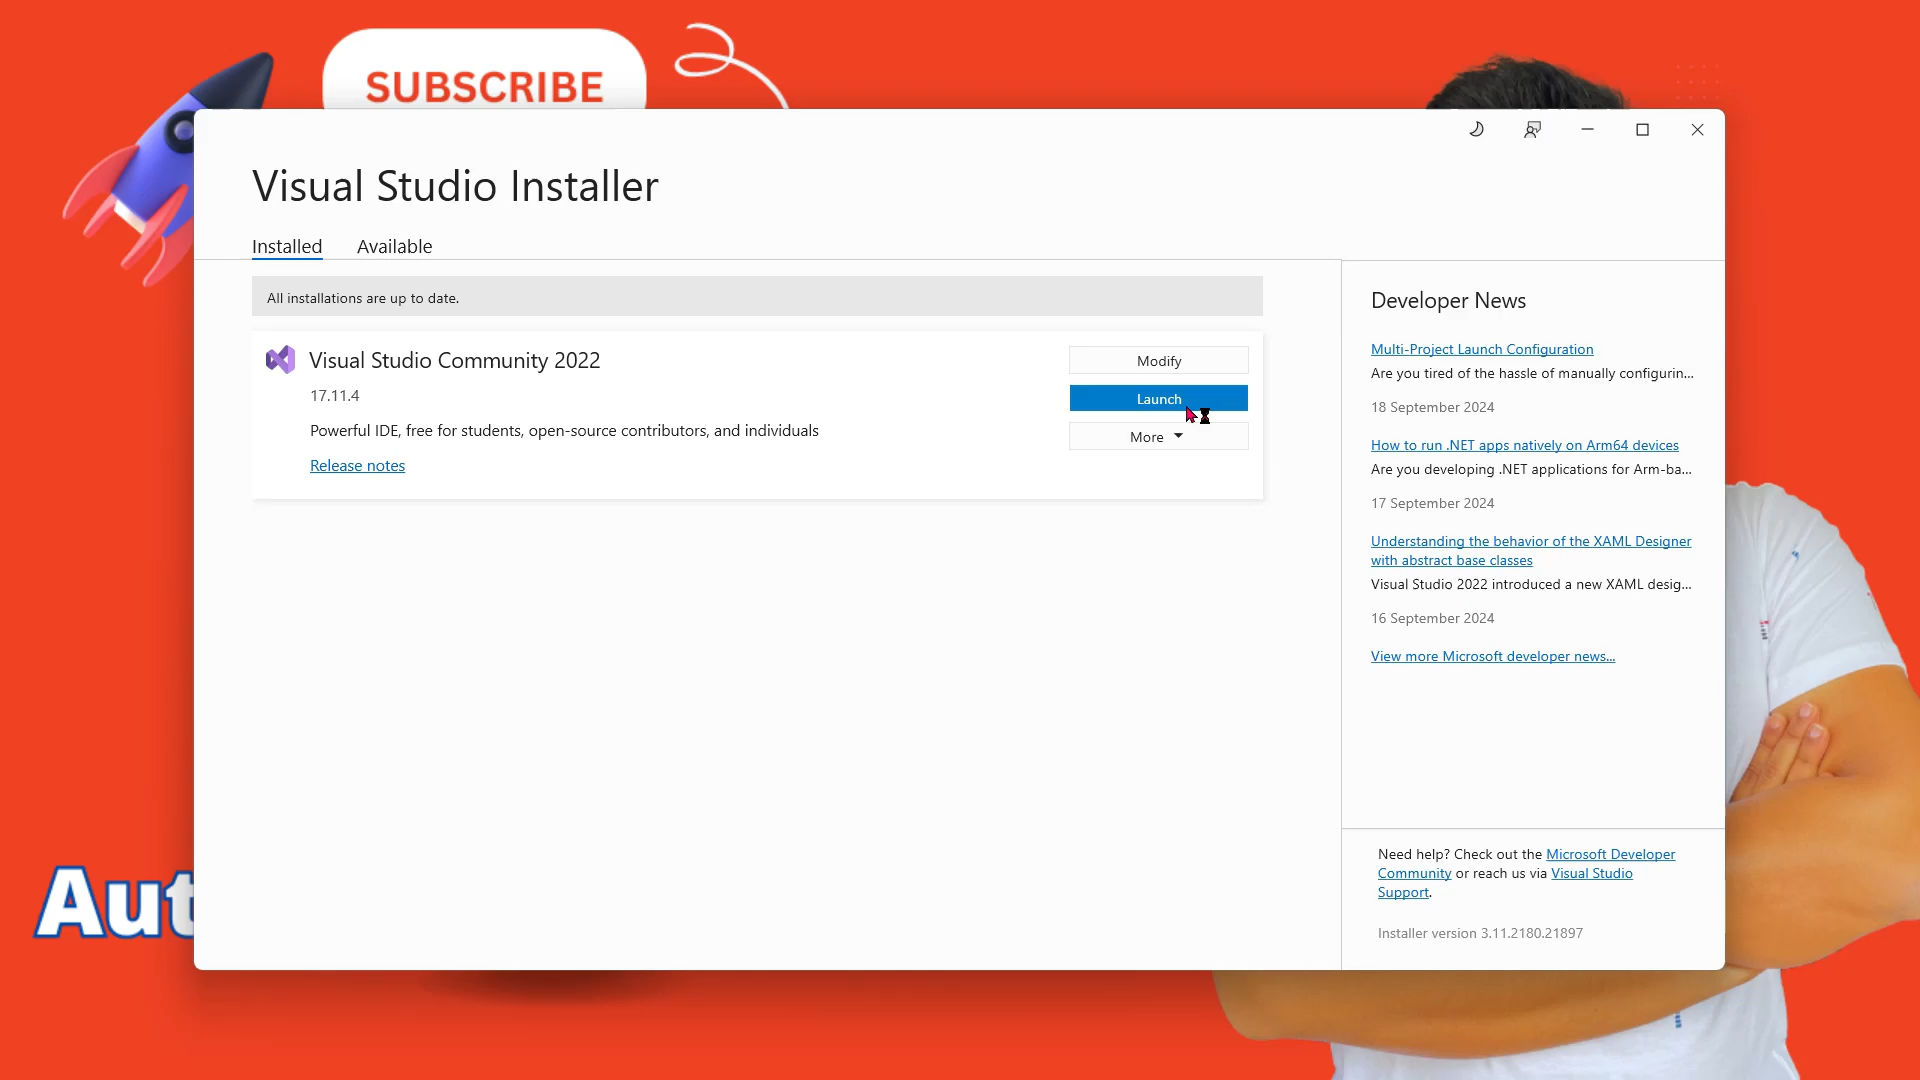 SUBSCRIBE
Visual Studio Installer
Installed
Available
All installations are up to date.
Visual Studio Community 2022
17.11.4
Powerful IDE, free for students, open-source contributors, and individuals
Release notes
Modify
Launch
More
Developer News
Multi-Project Launch Configuration
Are you tired of the hassle of manually configurin...
18 September 2024
How to run .NET apps natively on Arm64 devices
Are you developing .NET applications for Arm-ba...
17 September 2024
Understanding the behavior of the XAML Designer
with abstract base classes
Visual Studio 2022 introduced a new XAML desig...
16 September 2024
View more Microsoft developer news...
Need help? Check out the Microsoft Developer
Community or reach us via Visual Studio
Support.
Installer version 3.11.2180.21897
Aut